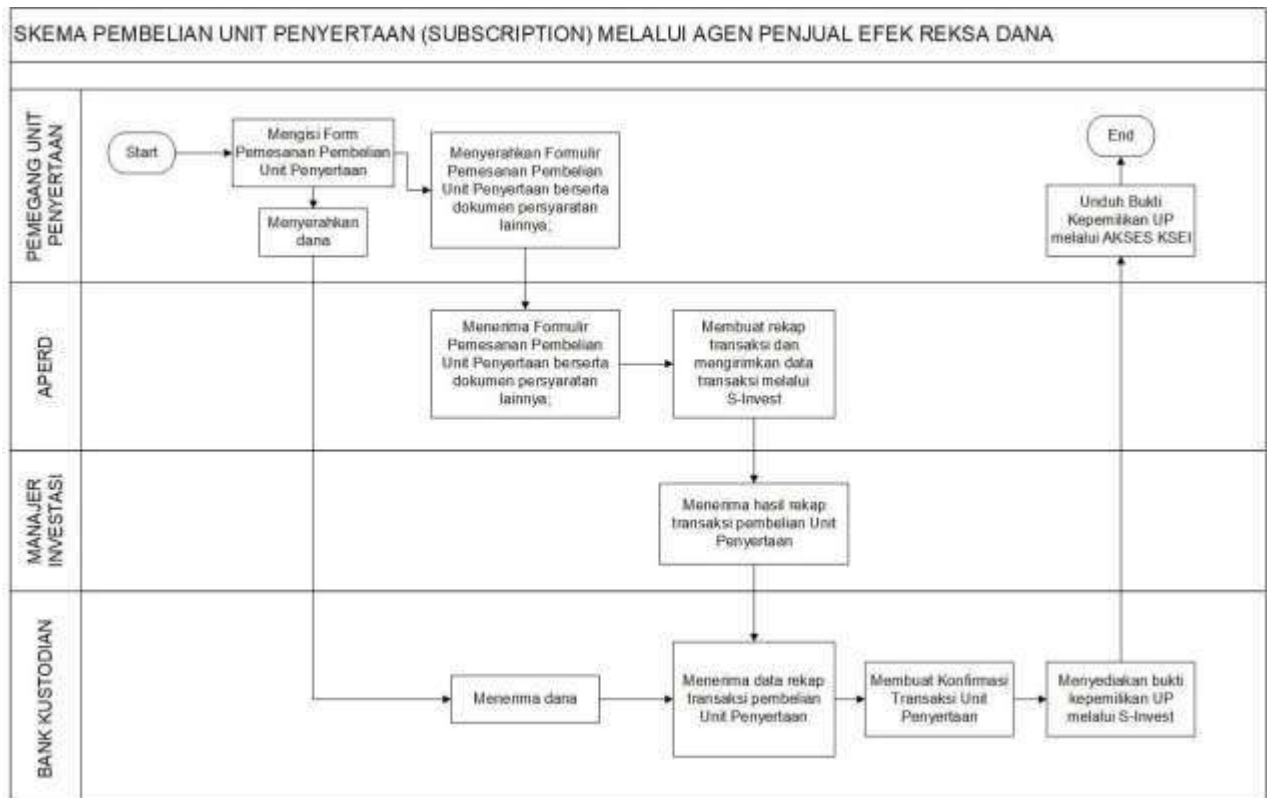 SKEMA PEMBELIAN UNIT PENYERTAAN (SUBSCRIPTION) MELALUI AGEN PENJUAL EFEK REKSA DANA
PEMEGANG UNIT
PENYERTAAN
Start
Mengisi Form
Pemesanan Pembelian
Unit Penyertaan
Menyerahkan
dana
Menyerahkan Formulir
Pemesanan Pembelian
Unit Penyertaan berserta
dokumen persyaratan
lainnya;
End
Unduh Bukti
Kepemilikan UP
melalui AKSES KSEI
APERD
Menerima Formulir
Pemesanan Pembelian
Unit Penyertaan berserta
dokumen persyaratan
lainnya;
Membuat rekap
transaksi dan
mengirimkan data
transaksi melalui
S-Invest
MANAJER
INVESTASI
Menerima hasil rekap
transaksi pembelian Unit
Penyertaan
BANK KUSTODIAN
Menerima dana
Menerima data rekap
transaksi pembelian
Unit Penyertaan
Membuat Konfirmasi
Transaksi Unit
Penyertaan
Menyediakan bukti
kepemilikan UP
melalui S-Invest